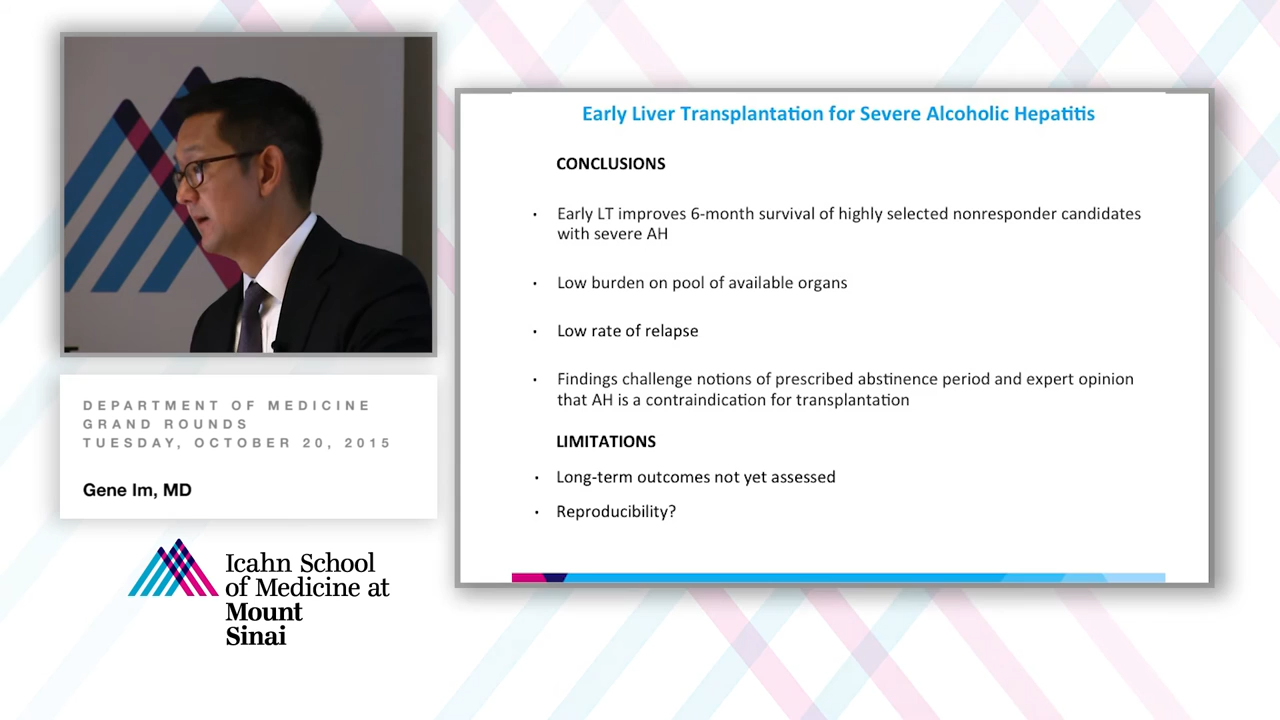 DEPARTMENT OF MEDICINE
GRAND ROUNDS
TUESDAY, OCTOBER 20, 2015
Gene Im, MD
Icahn School
of Medicine at
Mount
Sinai
Early Liver Transplantation for Severe Alcoholic Hepatitis
CONCLUSIONS
· Early LT improves 6-month survival of highly selected nonresponder candidates
with severe AH
· Low burden on pool of available organs
· Low rate of relapse
· Findings challenge notions of prescribed abstinence period and expert opinion
that AH is a contraindication for transplantation
LIMITATIONS
· Long-term outcomes not yet assessed
· Reproducibility?